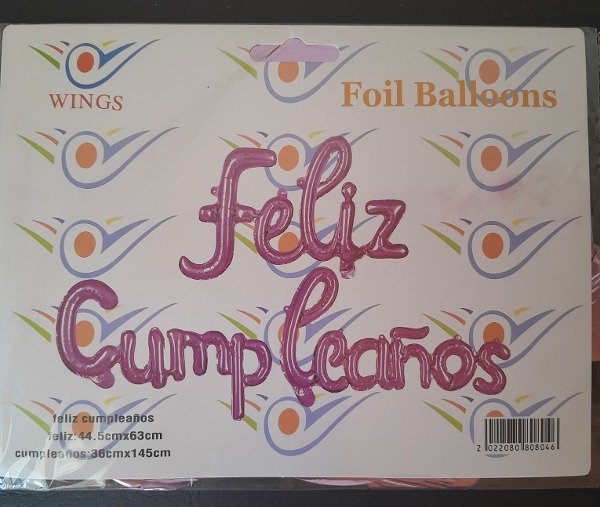 WINGS
Foil Balloons
Feliz
Cumpleaños
feliz cumpleaños
feliz:44.5cmx63cm
cumpleaños:36cmx145cm
2 022080 808046